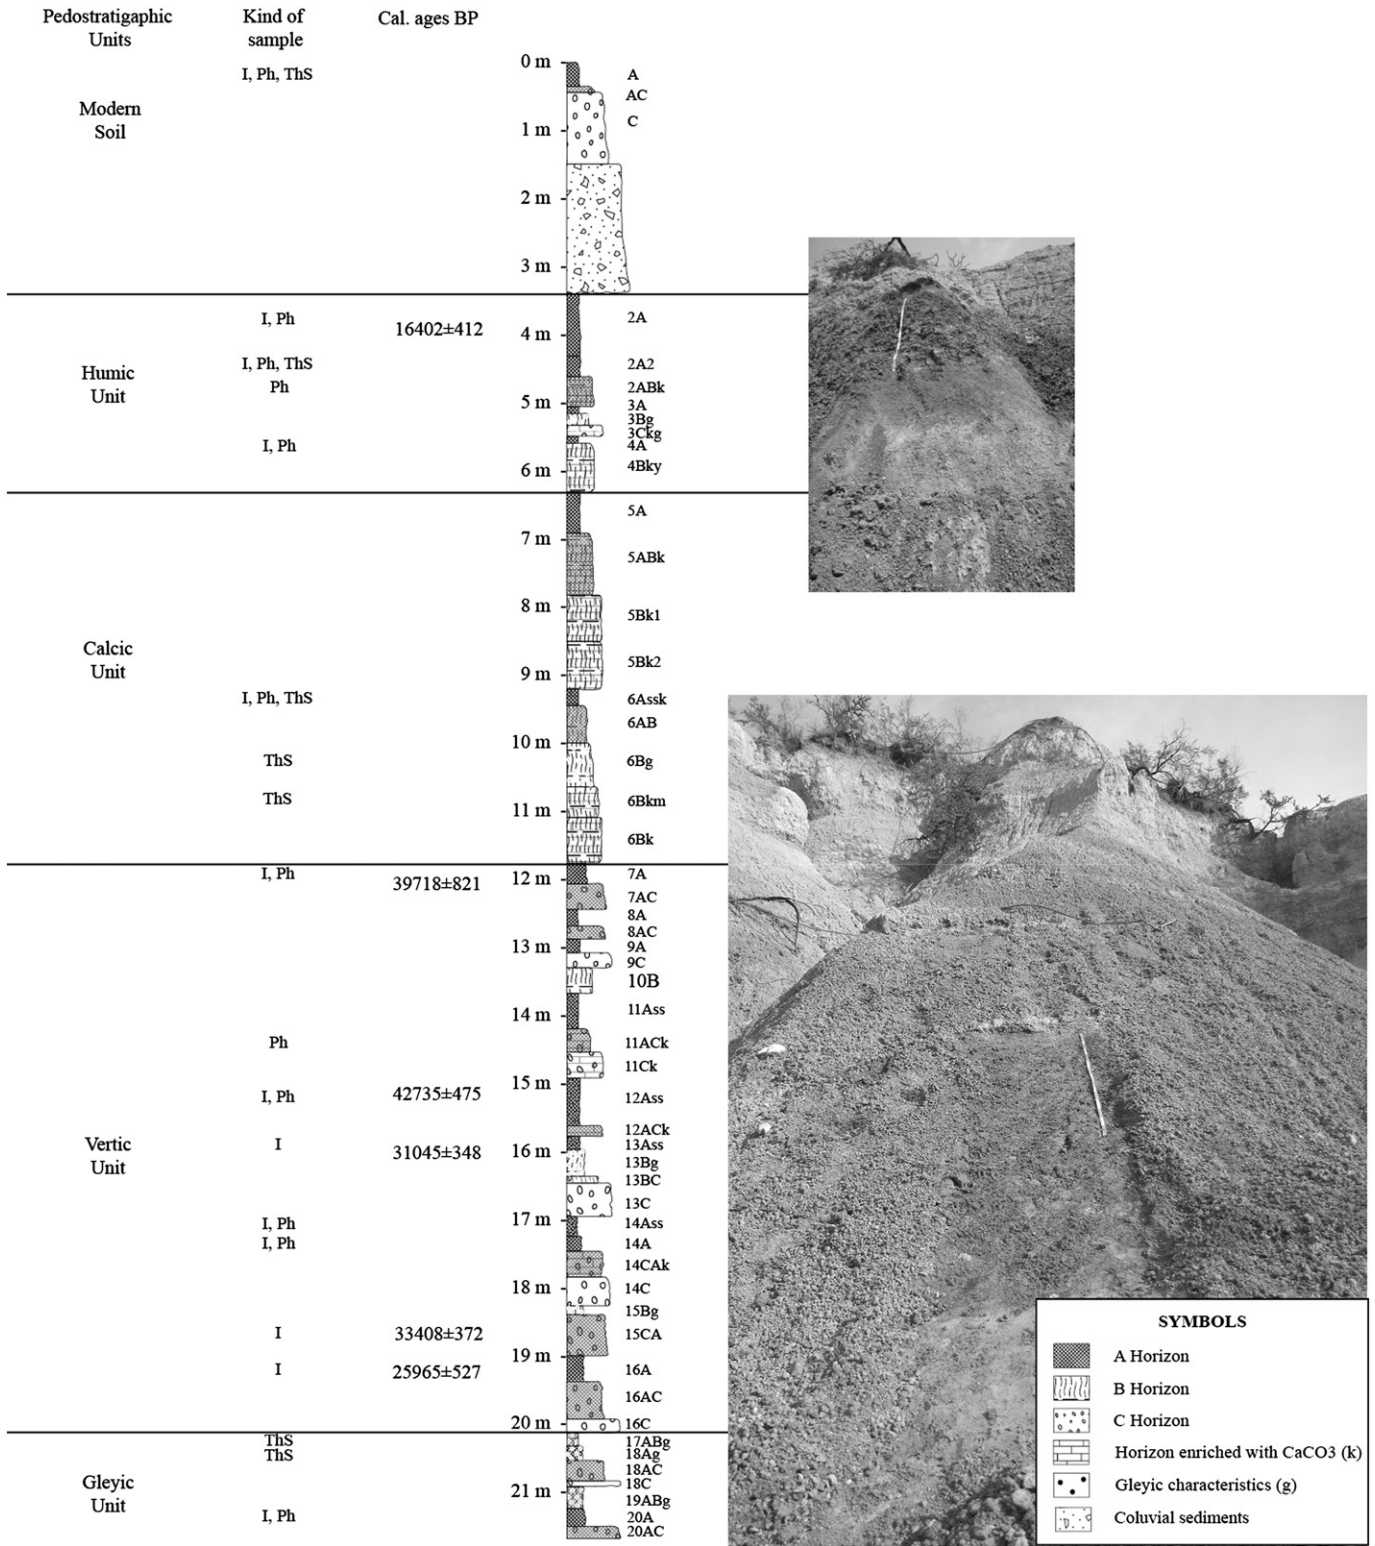 Pedostratigaphic
Units
Kind of
sample
Cal. ages BP
0 m
I, Ph, ThS
A
AC
Modern
Soil
C
1 m
2 m
3 m
I, Ph
16402±412
2A
4 m
I, Ph, ThS
2A2
Humic
Unit
Ph
2ABk
5 m
3A
3Bg
3Ckg
I, Ph
4A
4Bky
6 m
5A
7 m
5ABk
8 m
5Bk1
Calcic
Unit
5Bk2
9 m
I, Ph, ThS
6Assk
6AB
10 m
ThS
6Bg
ThS
6Bkm
11 m
6Bk
I, Ph
39718±821
12 m
7A
7AC
8A
8AC
13 m
9A
9C
10B
14 m
11Ass
Ph
11ACk
11Ck
15 m
I, Ph
42735±475
12Ass
12ACk
Vertic
Unit
I
31045±348
16 m
13Ass
13Bg
13BC
13C
17 m
I, Ph
14Ass
I, Ph
14A
14CAk
18 m
14C
15Bg
I
33408±372
15CA
19 m
I
25965±527
16A
16AC
20 m
16C
ThS
17ABg
ThS
18Ag
18AC
Gleyic
Unit
18C
21 m
19ABg
I, Ph
20A
20AC
SYMBOLS
A Horizon
B Horizon
C Horizon
Horizon enriched with CaCO3 (k)
Gleyic characteristics (g)
Coluvial sediments